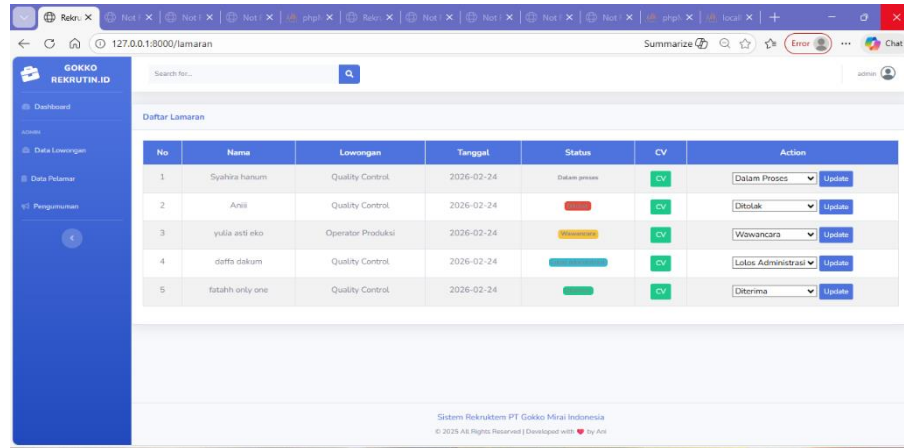 Rekru
Not
Not
Not
phpl
Rekru
Not
Not
Not
Not
phpl
local
127.0.0.1:8000/lamaran
Summarize
Error
Chat
GOKKO
REKRUTIN.ID
Search for...
admin
Dashboard
ADMIN
Data Lowongan
Data Pelamar
Pengumuman
Daftar Lamaran
No Nama Lowongan Tanggal Status CV Action
1 Syahira hanum Quality Control 2026-02-24 Dalam proses CV Dalam Proses Update
2 Quality Control 2026-02-24 CV Ditolak Update
3 yulia asti eko Operator Produksi 2026-02-24 Wawancara CV Wawancara Update
4 daffa dakum Quality Control 2026-02-24 CV Lolos Administrasi Update
5 fatahh only one Quality Control 2026-02-24 CV Diterima Update
Sistem Rekruktem PT Gokko Mirai Indonesia
© 2025 All Rights Reserved | Developed with ❤ by Ani